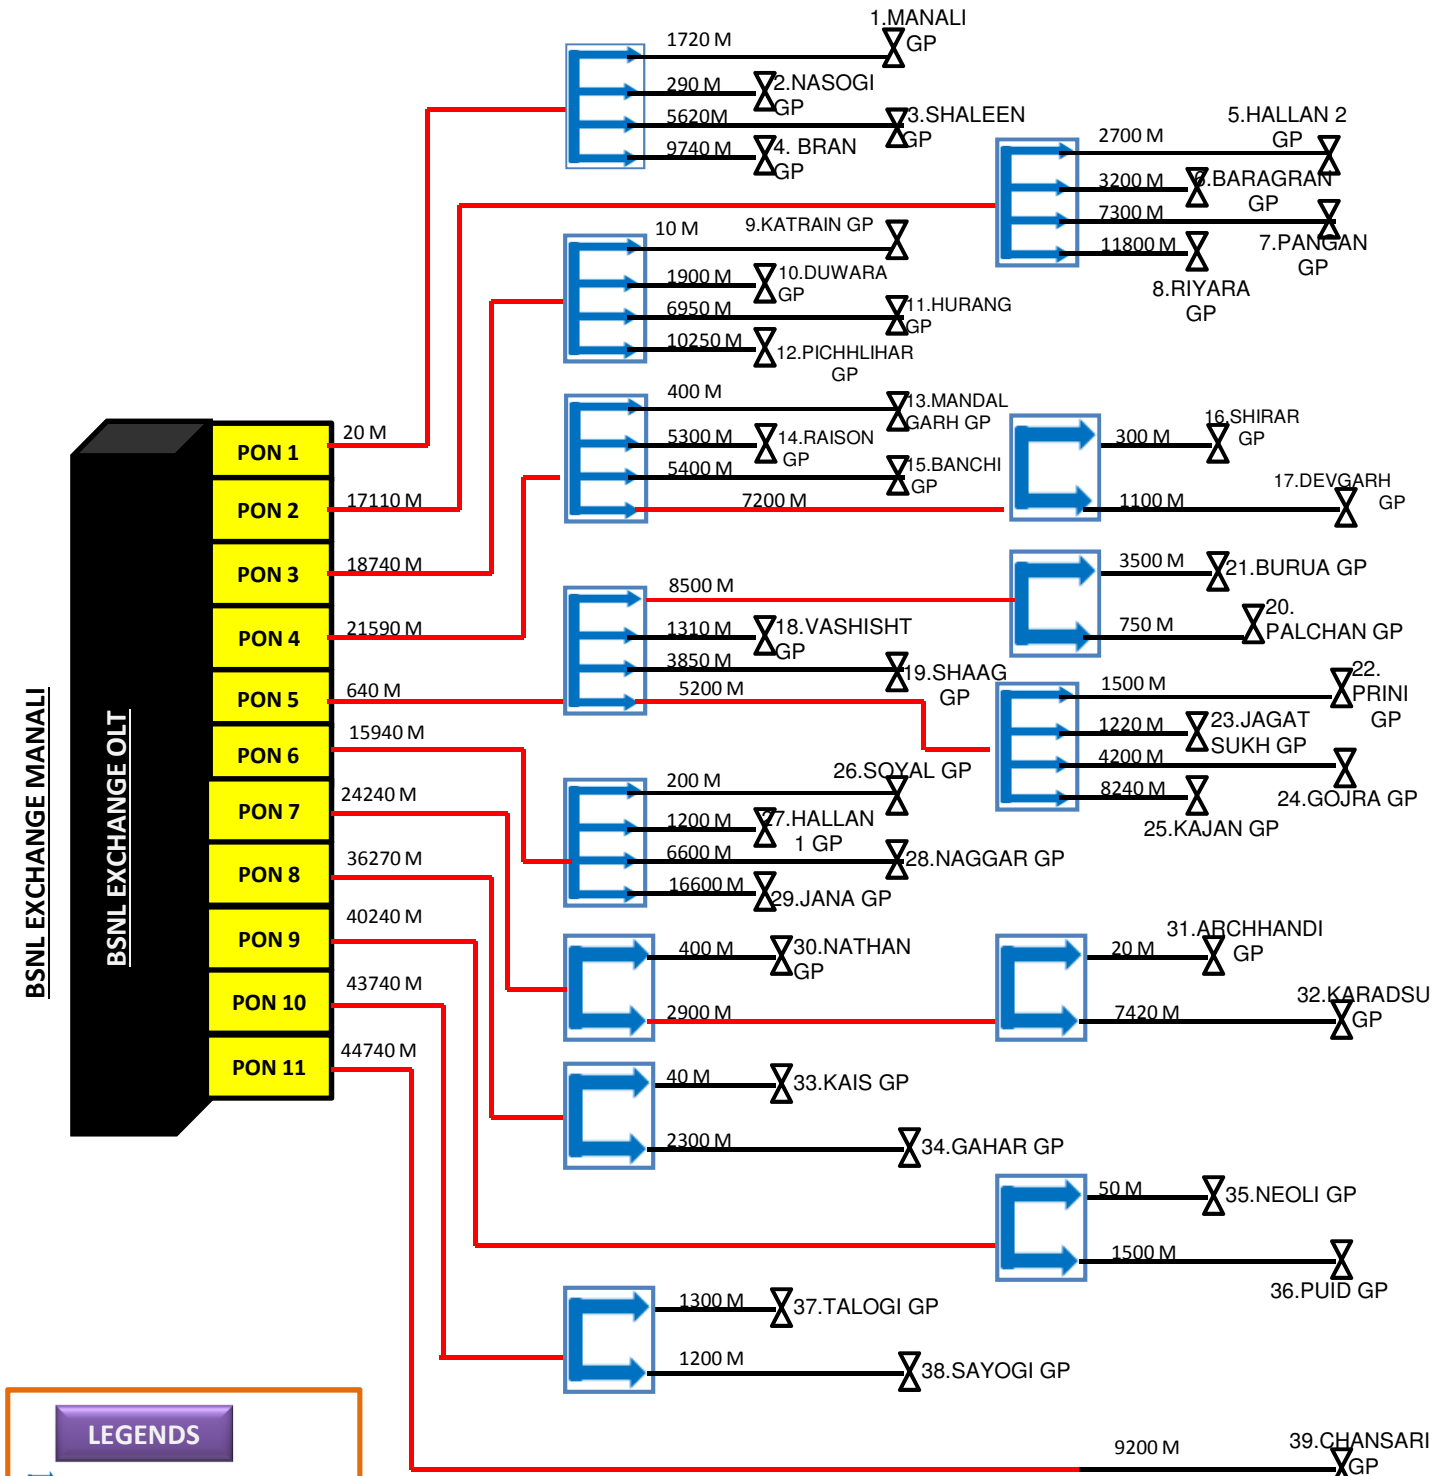 1720 M
1.MANALI
GP
290 M
2.NASOGI
GP
5620M
3.SHALEEN
GP
9740 M
4. BRAN
GP
2700 M
5.HALLAN 2
GP
3200 M
6.BARAGRAN
GP
7300 M
7.PANGAN
GP
11800 M
8.RIYARA
GP
10 M
9.KATRAIN GP
1900 M
10.DUWARA
GP
6950 M
11.HURANG
GP
10250 M
12.PICHHLIHAR
GP
400 M
13.MANDAL
GARH GP
5300 M
14.RAISON
GP
5400 M
15.BANCHI
GP
7200 M
300 M
16.SHIRAR
GP
1100 M
17.DEVGARH
GP
BSNL EXCHANGE MANALI
BSNL EXCHANGE OLT
PON 1
20 M
PON 2
17110 M
PON 3
18740 M
PON 4
21590 M
PON 5
640 M
PON 6
15940 M
PON 7
24240 M
PON 8
36270 M
PON 9
40240 M
PON 10
43740 M
PON 11
44740 M
8500 M
1310 M
18.VASHISHT
GP
3850 M
19.SHAAG
GP
5200 M
3500 M
21.BURUA GP
750 M
20.
PALCHAN GP
1500 M
22.
PRINI
GP
1220 M
23.JAGAT
SUKH GP
4200 M
24.GOJRA GP
8240 M
25.KAJAN GP
200 M
26.SOYAL GP
1200 M
27.HALLAN
1 GP
6600 M
28.NAGGAR GP
16600 M
29.JANA GP
400 M
30.NATHAN
GP
2900 M
20 M
31.ARCHHANDI
GP
7420 M
32.KARADSU
GP
40 M
33.KAIS GP
2300 M
34.GAHAR GP
50 M
35.NEOLI GP
1500 M
36.PUID GP
1300 M
37.TALOGI GP
1200 M
38.SAYOGI GP
9200 M
39.CHANSARI
GP
LEGENDS